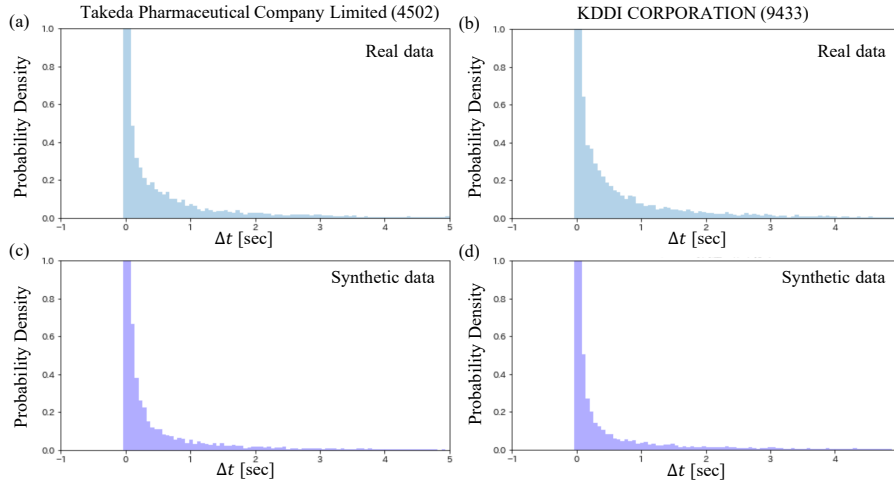 Takeda Pharmaceutical Company Limited (4502)
KDDI CORPORATION (9433)
(a)
Real data
Probability Density
1.0
0.8
0.6
0.4
0.2
0.0
-1
0
1
2
3
4
5
Δt [sec]
(b)
Real data
Probability Density
1.0
0.8
0.6
0.4
0.2
0.0
-1
0
1
2
3
4
Δt [sec]
(c)
Synthetic data
Probability Density
1.0
0.8
0.6
0.4
0.2
0.0
-1
0
1
2
3
4
5
Δt [sec]
(d)
Synthetic data
Probability Density
1.0
0.8
0.6
0.4
0.2
0.0
-1
0
1
2
3
4
Δt [sec]